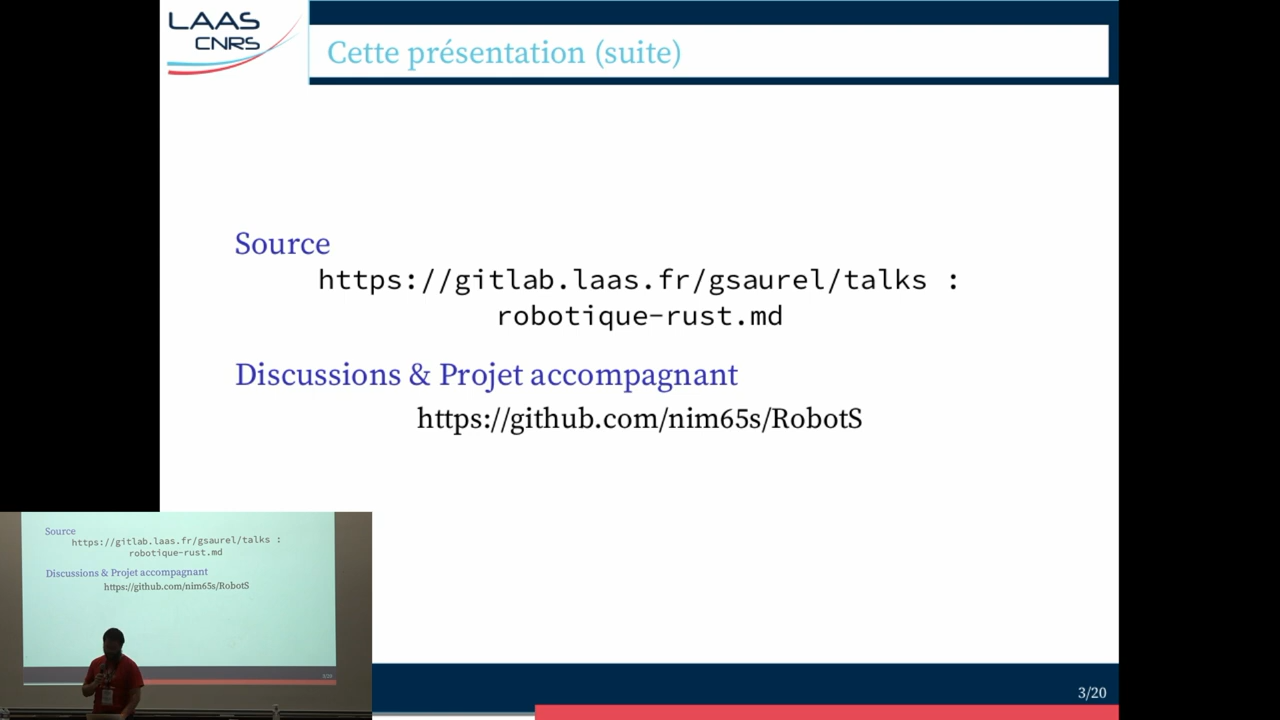 LAAS
CNRS
Cette présentation (suite)
Source
https://gitlab.laas.fr/gsaurel/talks :
robotique-rust.md
Discussions & Projet accompagnant
https://github.com/nim65s/RobotS
3/20
Source
https://gitlab.laas.fr/gsaurel/talks :
robotique-rust.md
Discussions & Projet accompagnant
https://github.com/nim65s/RobotS
3/20